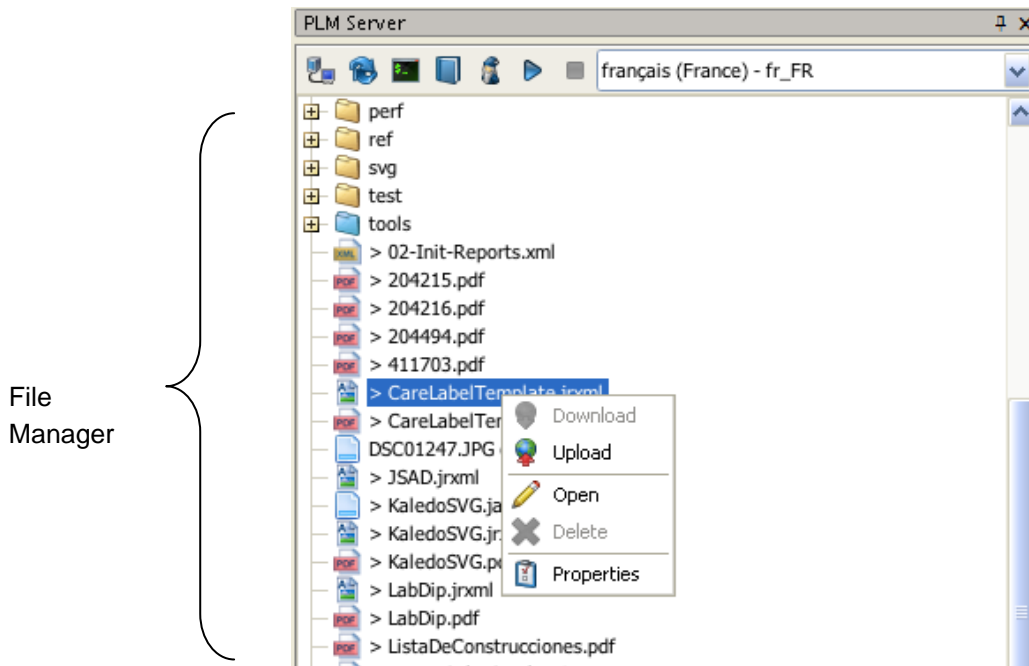 PLM Server
français (France) - fr_FR
perf
ref
svg
test
tools
> 02-Init-Reports.xml
> 204215.pdf
> 204216.pdf
> 204494.pdf
> 411703.pdf
File
Manager
> CareLabelTemplate.jrxml
> CareLabelTer
Download
DSC01247.JPG
Upload
> JSAD.jrxml
> KaledoSVG.ja
Open
> KaledoSVG.jr
Delete
> KaledoSVG.p
Properties
> LabDip.jrxml
> LabDip.pdf
> ListaDeConstrucciones.pdf